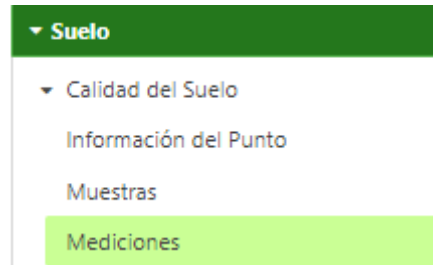 Suelo
Calidad del Suelo
Información del Punto
Muestras
Mediciones